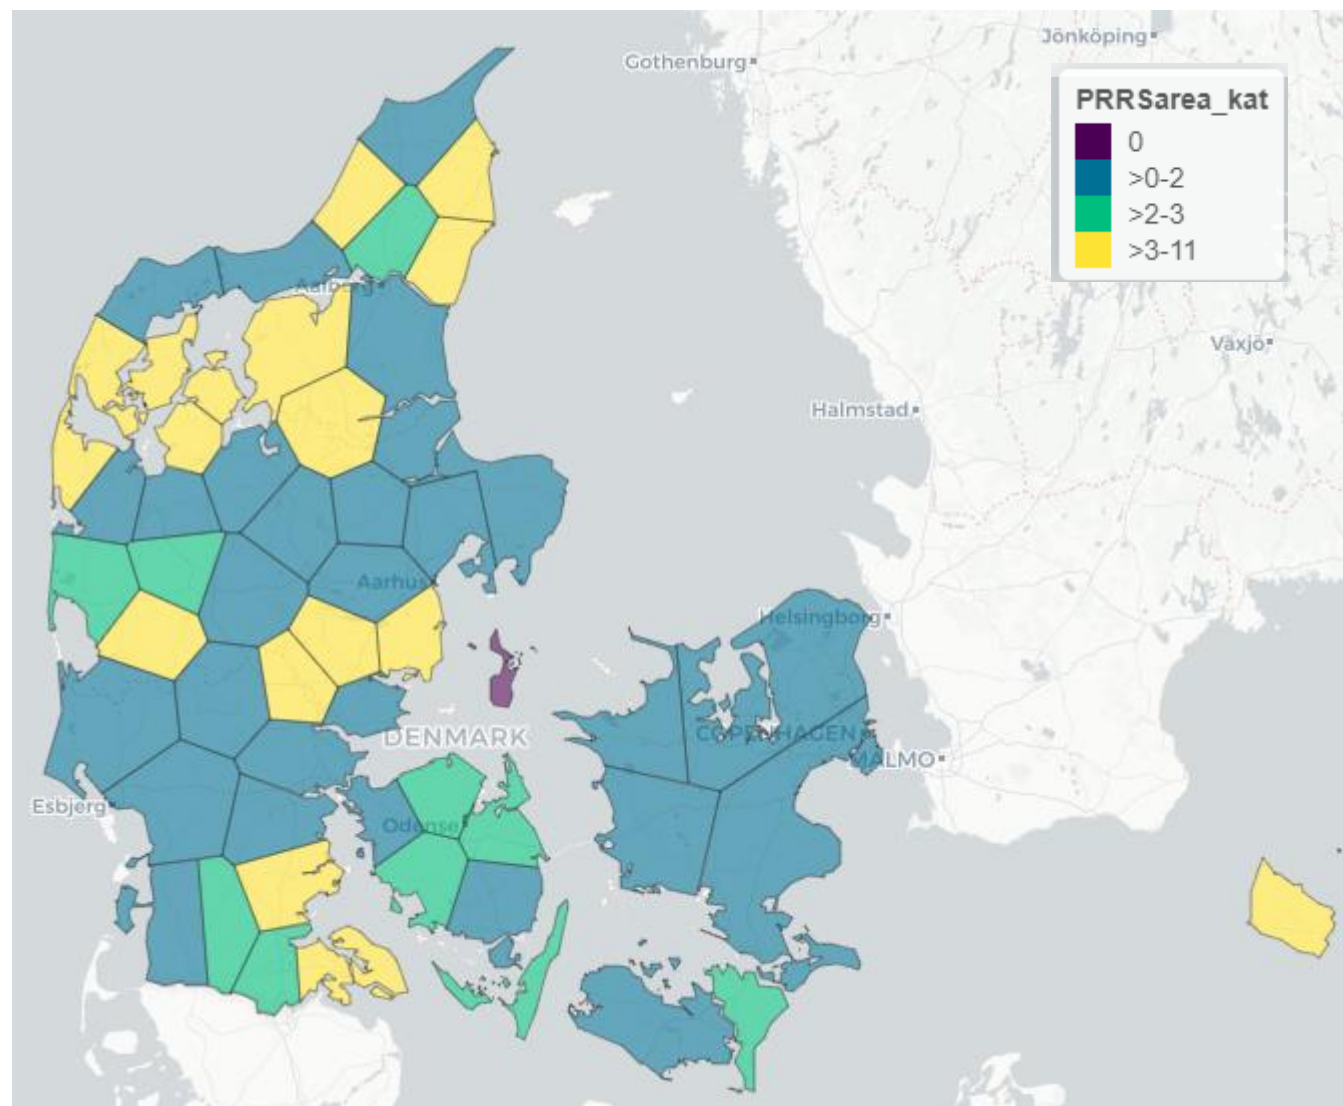 Jönköping
Gothenburg
PRRSarea_kat
0
>0-2
>2-3
>3-11
Aalborg
Växjö
Halmstad
Aarhus
Helsingborg
DENMARK
COPENHAGEN
MALMO
Esbjerg
Odense